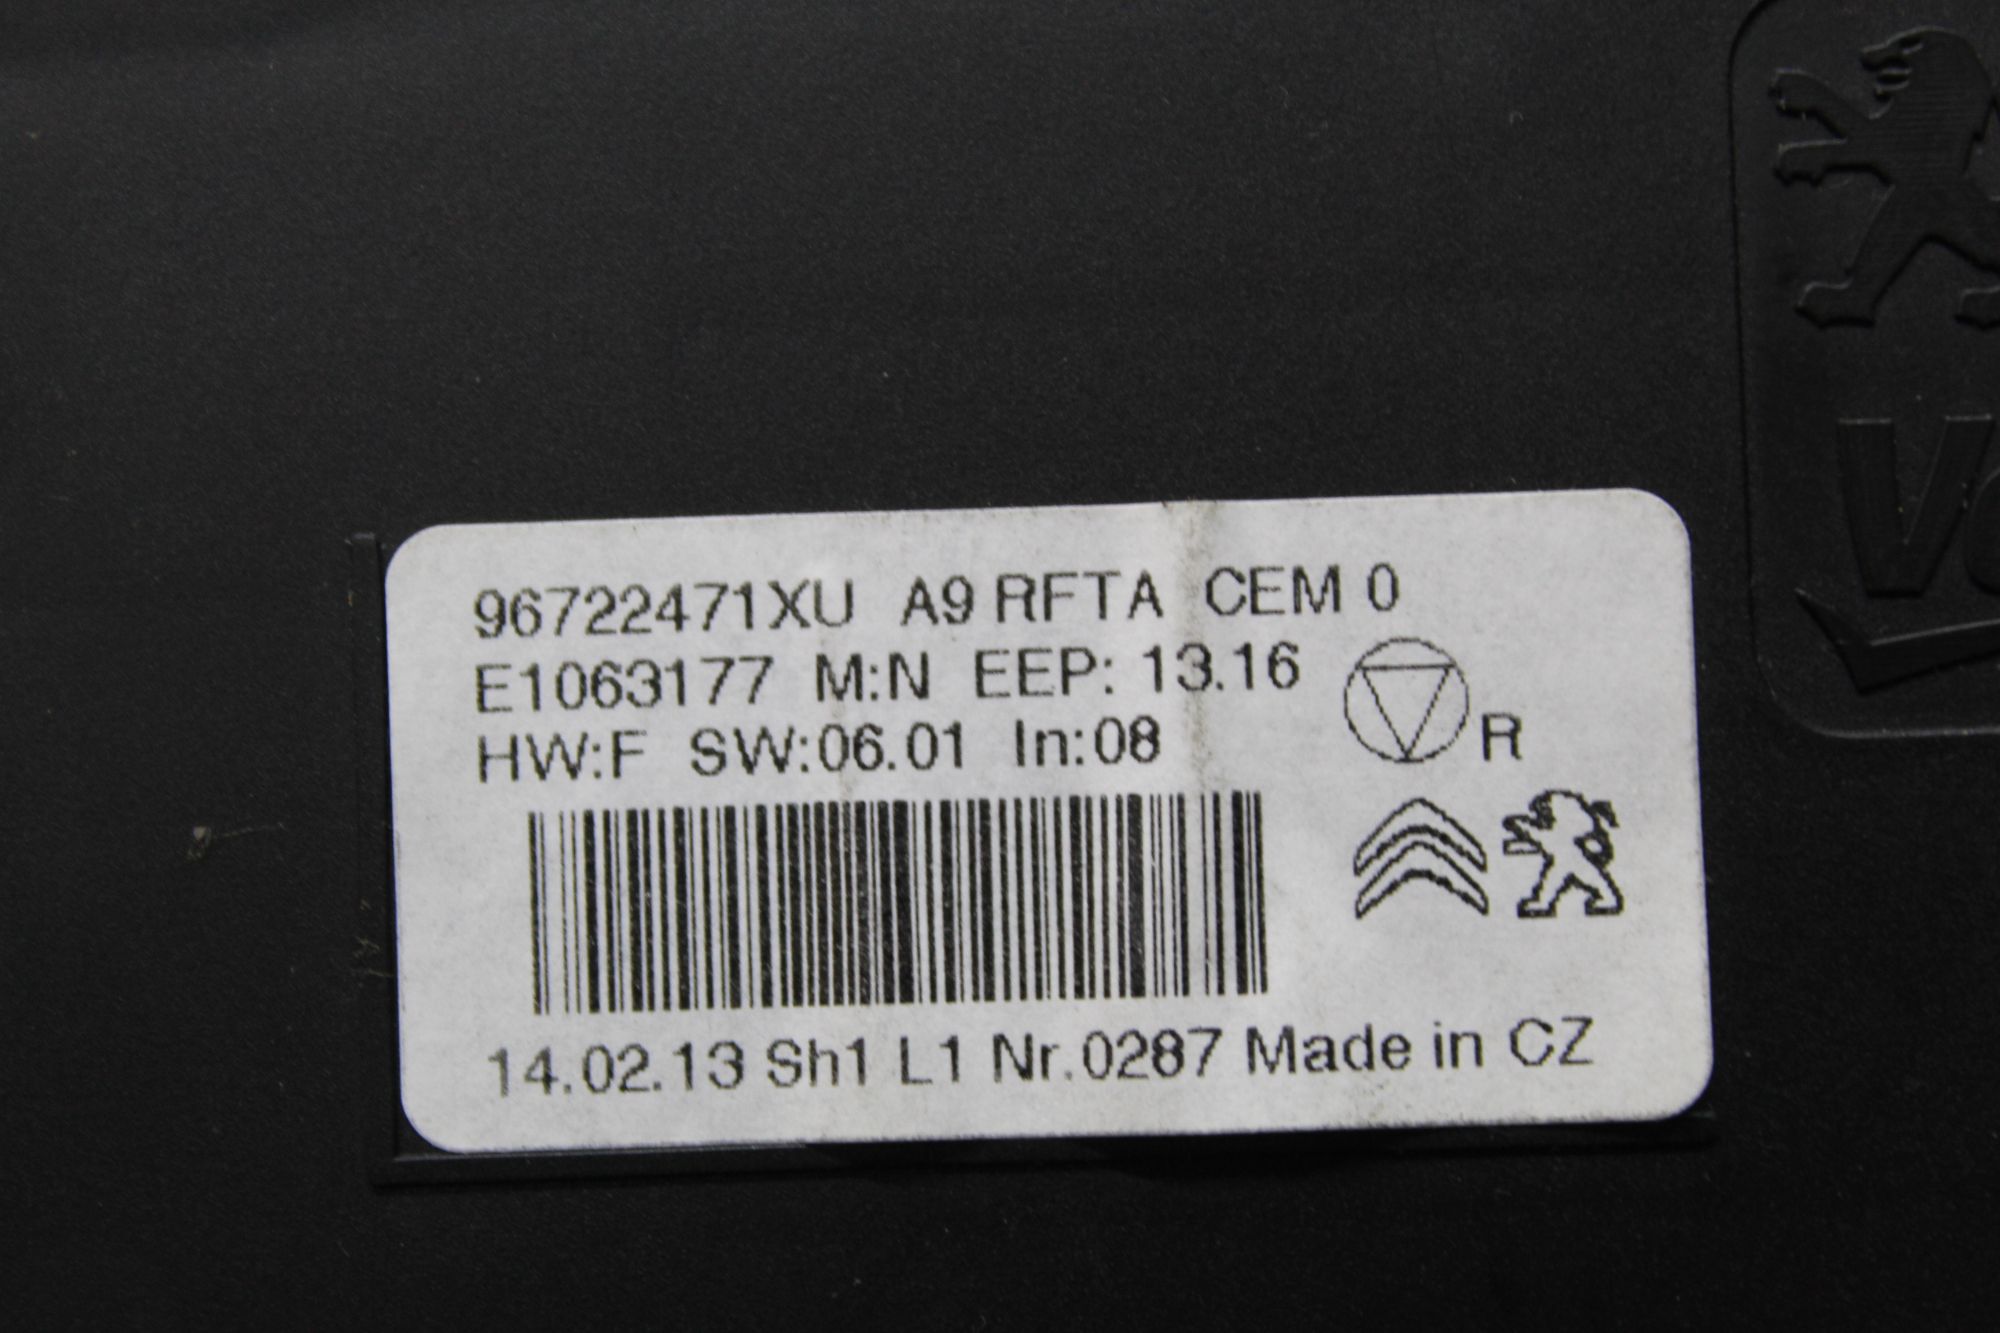 96722471XU A9 RFTA CEM 0
E1063177 M:N EEP: 13.16
R
HW:F SW:06.01 In:08
14.02.13 Sh1 L1 Nr.0287 Made in CZ